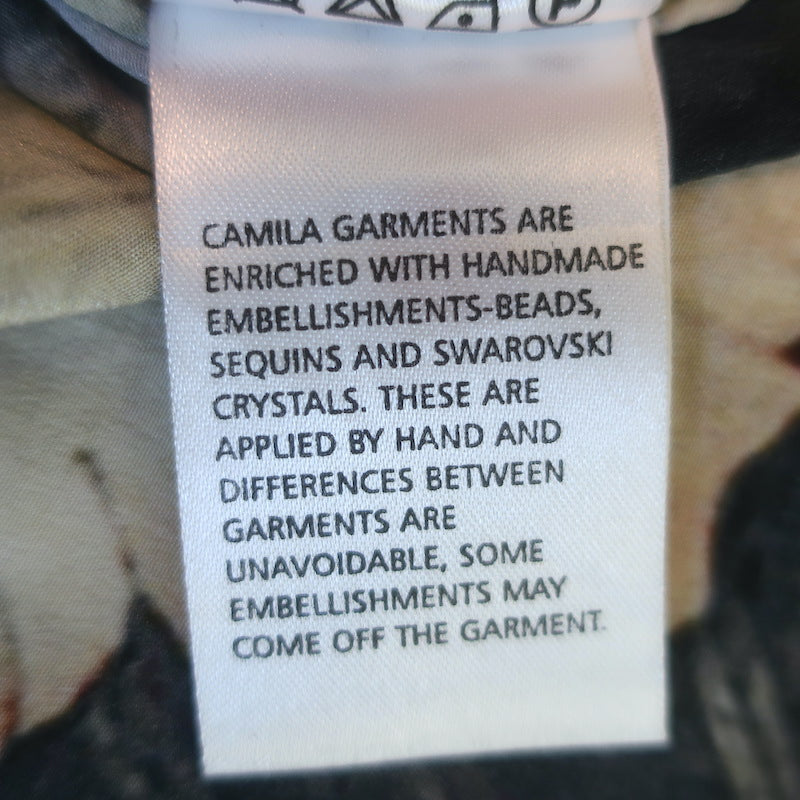 CAMILA GARMENTS ARE
ENRICHED WITH HANDMADE
EMBELLISHMENTS-BEADS,
SEQUINS AND SWAROVSKI
CRYSTALS. THESE ARE
APPLIED BY HAND AND
DIFFERENCES BETWEEN
GARMENTS ARE
UNAVOIDABLE, SOME
EMBELLISHMENTS MAY
COME OFF THE GARMENT.